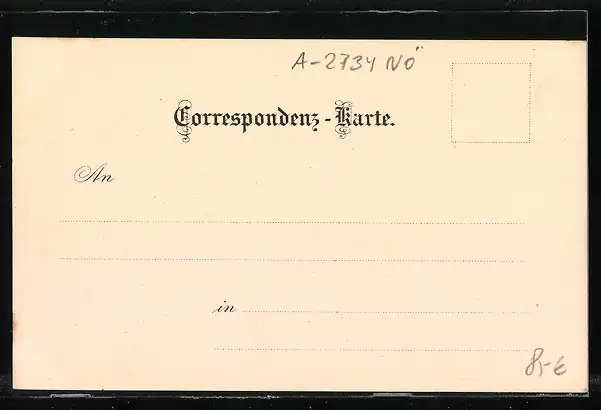 A-2734 NÖ
Correspondenz-Karte.
An
in
8,- €